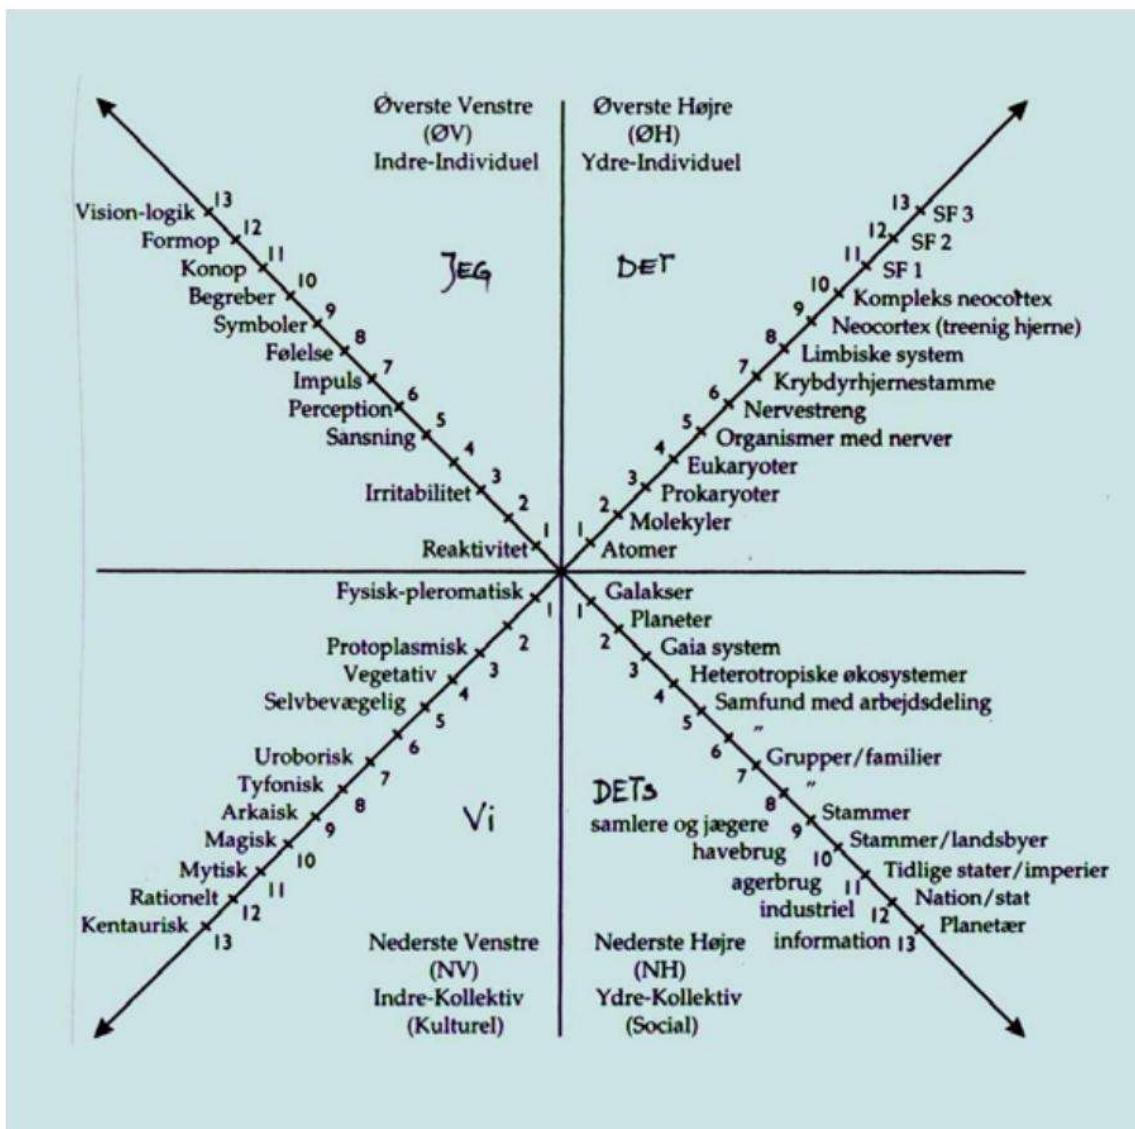 Øverste Venstre
(ØV)
Indre-Individuel
Øverste Højre
(ØH)
Ydre-Individuel
JEG
DET
13
Vision-logik
12
Formop
11
Konop
10
Begreber
9
Symboler
8
Følelse
7
Impuls
6
Perception
5
Sansning
4
3
Irritabilitet
2
1
Reaktivitet
13
SF 3
12
SF 2
11
SF 1
10
Kompleks neocortex
9
Neocortex (treenig hjerne)
8
Limbiske system
7
Krybdyrhjernestamme
6
Nervestreng
5
Organismer med nerver
4
Eukaryoter
3
Prokaryoter
2
Molekyler
1
Atomer
Fysisk-pleromatisk
1
2
Protoplasmisk
3
Vegetativ
4
Selvbevægelig
5
6
Uroborisk
7
Tyfonisk
8
Arkaisk
9
Magisk
10
Mytisk
11
Rationelt
12
Kentaurisk
13
Vi
Galakser
1
Planeter
2
Gaia system
3
Heterotropiske økosystemer
4
Samfund med arbejdsdeling
5
"
6
Grupper/familier
7
"
8
Stammer
9
Stammer/landsbyer
10
Tidlige stater/imperier
11
Nation/stat
12
Planetær
13
DETs
samlere og jægere
havebrug
agerbrug
industriel
information
Nederste Venstre
(NV)
Indre-Kollektiv
(Kulturel)
Nederste Højre
(NH)
Ydre-Kollektiv
(Social)